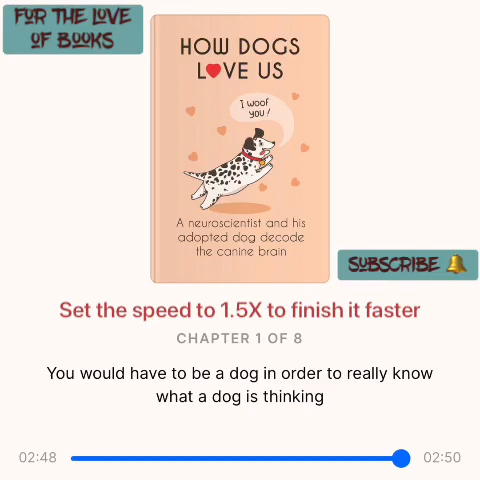 FOR THE LOVE
OF BOOKS
HOW DOGS
L❤VE US
I woof
you!
A neuroscientist and his
adopted dog decode
the canine brain
SUBSCRIBE 🔔
Set the speed to 1.5X to finish it faster
CHAPTER 1 OF 8
You would have to be a dog in order to really know
what a dog is thinking
02:48
02:50